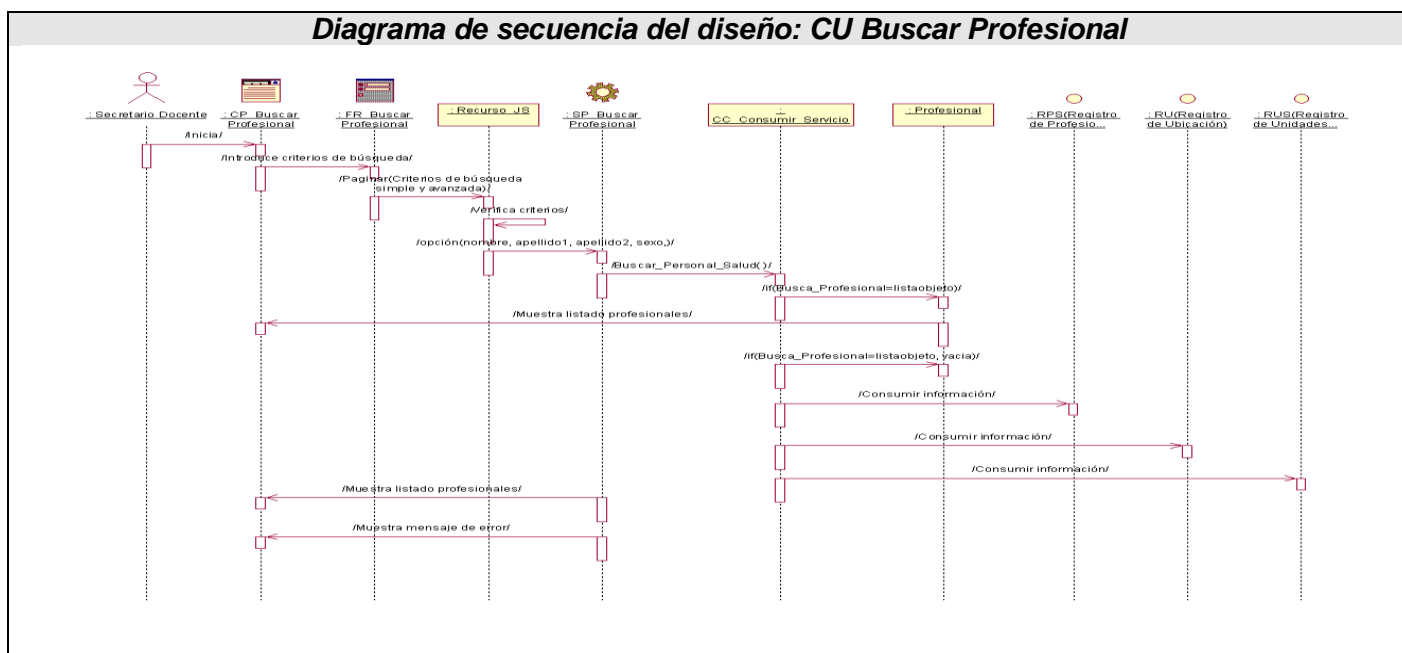 Diagrama de secuencia del diseño: CU Buscar Profesional
: Secretario Docente
: CP_Buscar
Profesional
: FR_Buscar
Profesional
: Recurso_JS
: SP_Buscar
Profesional
:
CC_Consumir_Servicio
: Profesional
: RPS(Registro
de Profesio...
: RU(Registro
de Ubicación)
: RUS(Registro
de Unidades...
/Inicia/
/Introduce criterios de búsqueda/
/Paginar(Criterios de búsqueda
simple y avanzada)/
/Verifica criterios/
/opción(nombre, apellido1, apellido2, sexo,)/
/Buscar_Personal_Salud()/
/if(Busca_Profesional=listaobjeto)/
/Muestra listado profesionales/
/if(Busca_Profesional=listaobjeto, vacia)/
/Consumir información/
/Consumir información/
/Consumir información/
/Muestra listado profesionales/
/Muestra mensaje de error/